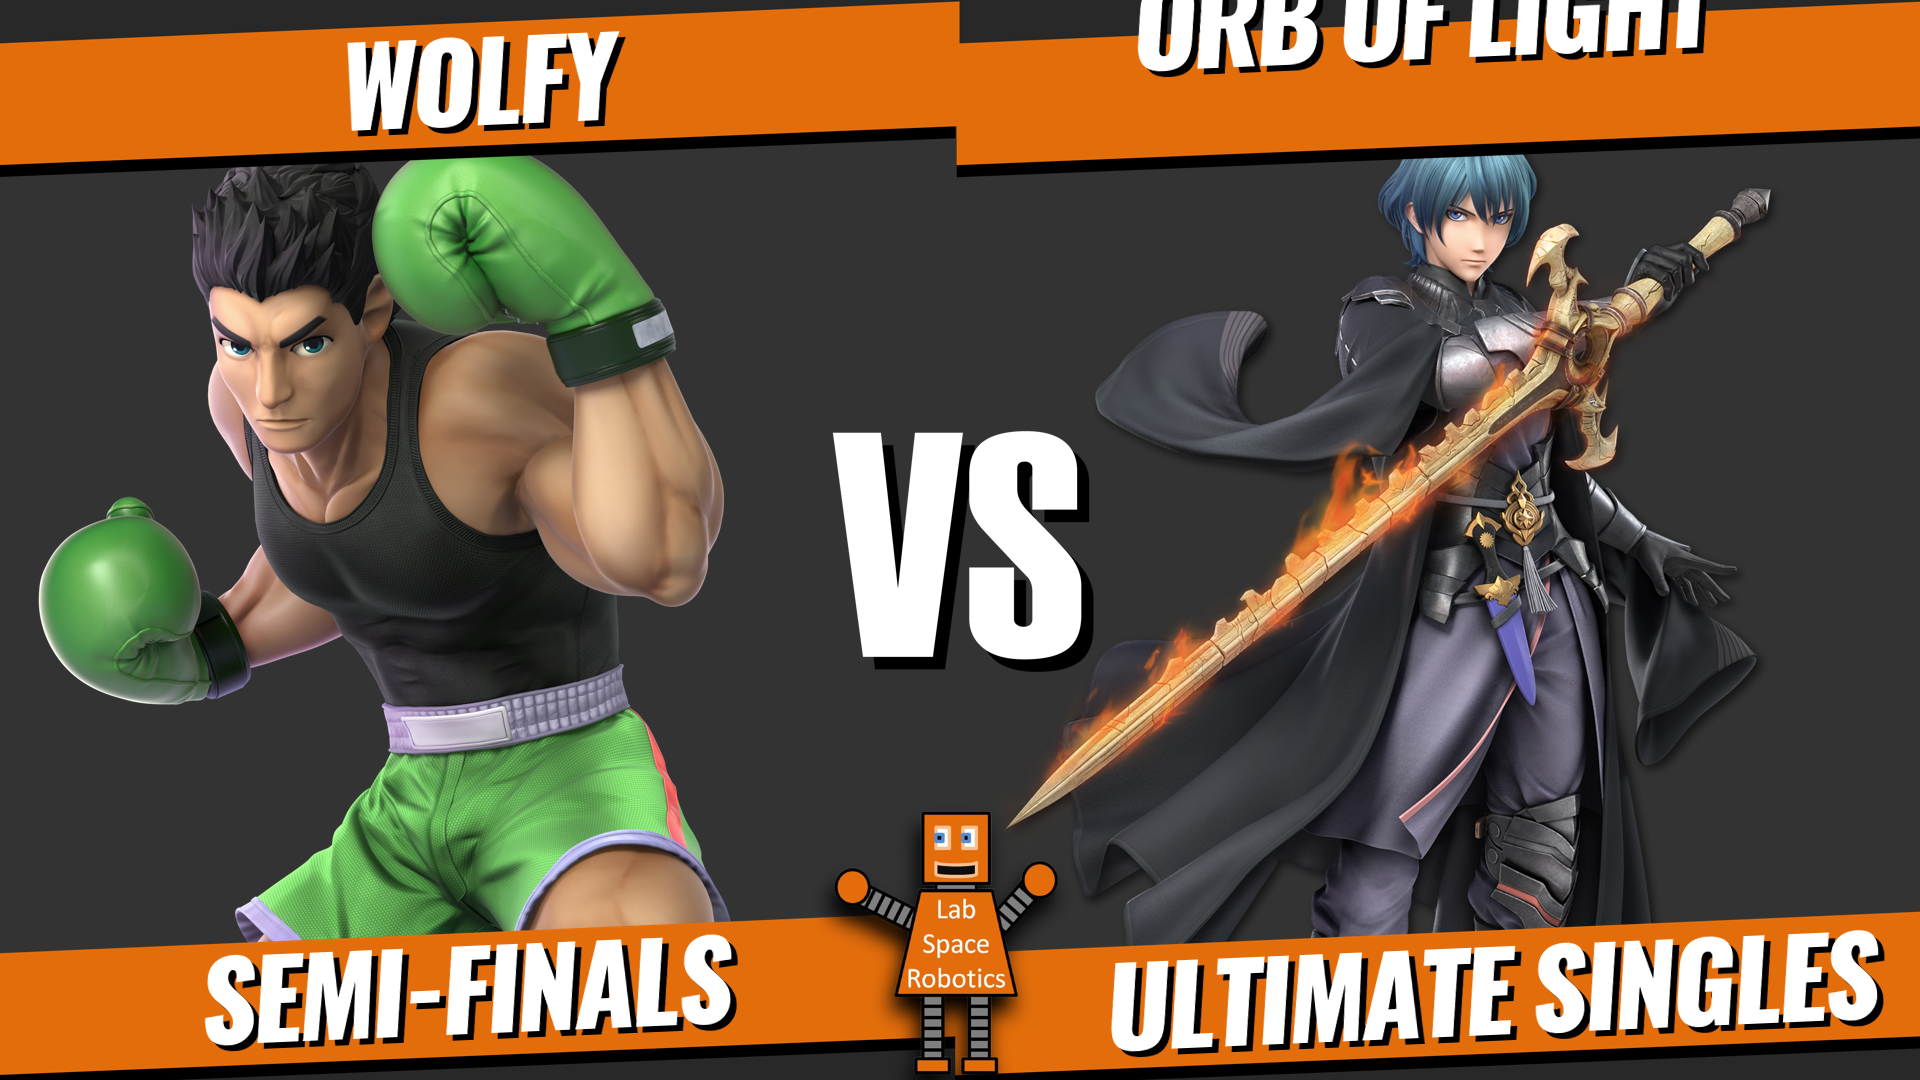 WOLFY
ORB OF LIGHT
VS
Lab
Space
Robotics
SEMI-FINALS
ULTIMATE SINGLES